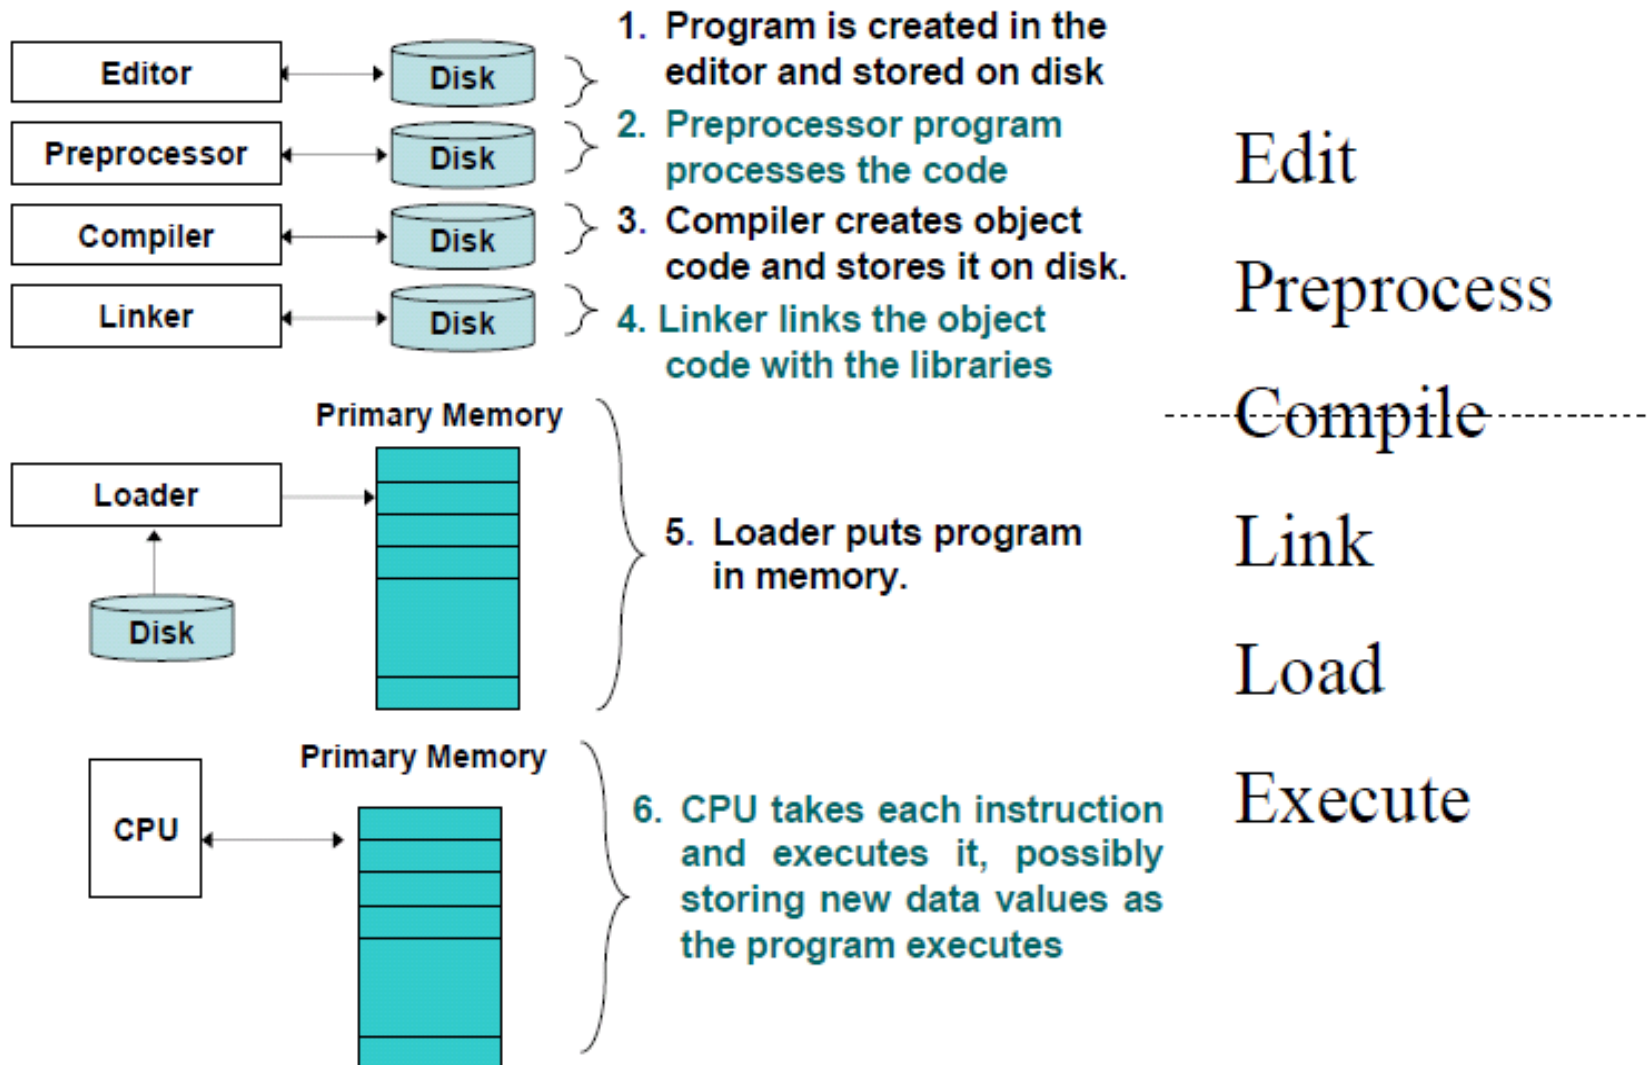 Editor
Disk
1. Program is created in the
editor and stored on disk
Preprocessor
Disk
2. Preprocessor program
processes the code
Compiler
Disk
3. Compiler creates object
code and stores it on disk.
Linker
Disk
4. Linker links the object
code with the libraries
Primary Memory
Loader
Disk
5. Loader puts program
in memory.
Primary Memory
CPU
6. CPU takes each instruction
and executes it, possibly
storing new data values as
the program executes
Edit
Preprocess
Compile
Link
Load
Execute